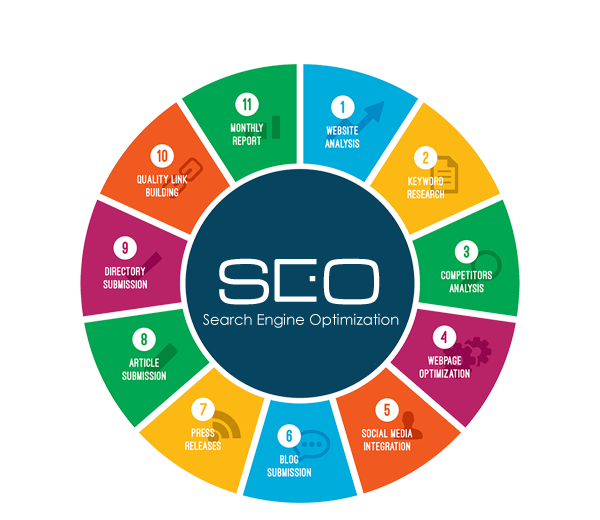 SEO
Search Engine Optimization
1
WEBSITE
ANALYSIS
2
KEYWORD
RESEARCH
3
COMPETITORS
ANALYSIS
4
WEBPAGE
OPTIMIZATION
5
SOCIAL MEDIA
INTEGRATION
6
BLOG
SUBMISSION
7
PRESS
RELEASES
8
ARTICLE
SUBMISSION
9
DIRECTORY
SUBMISSION
10
QUALITY LINK
BUILDING
11
MONTHLY
REPORT